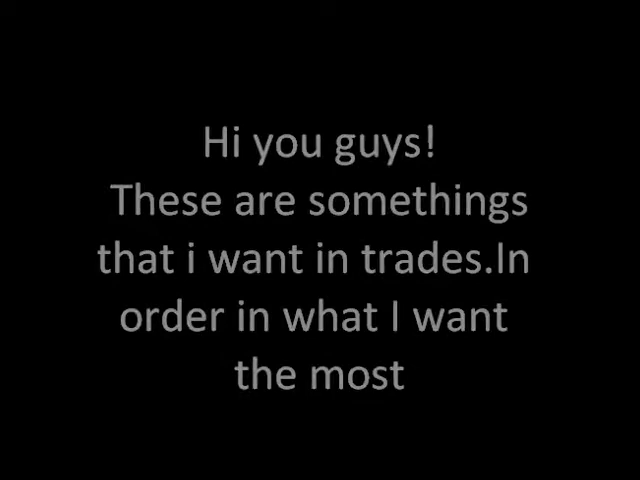 Hi you guys!
These are somethings
that i want in trades.In
order in what I want
the most